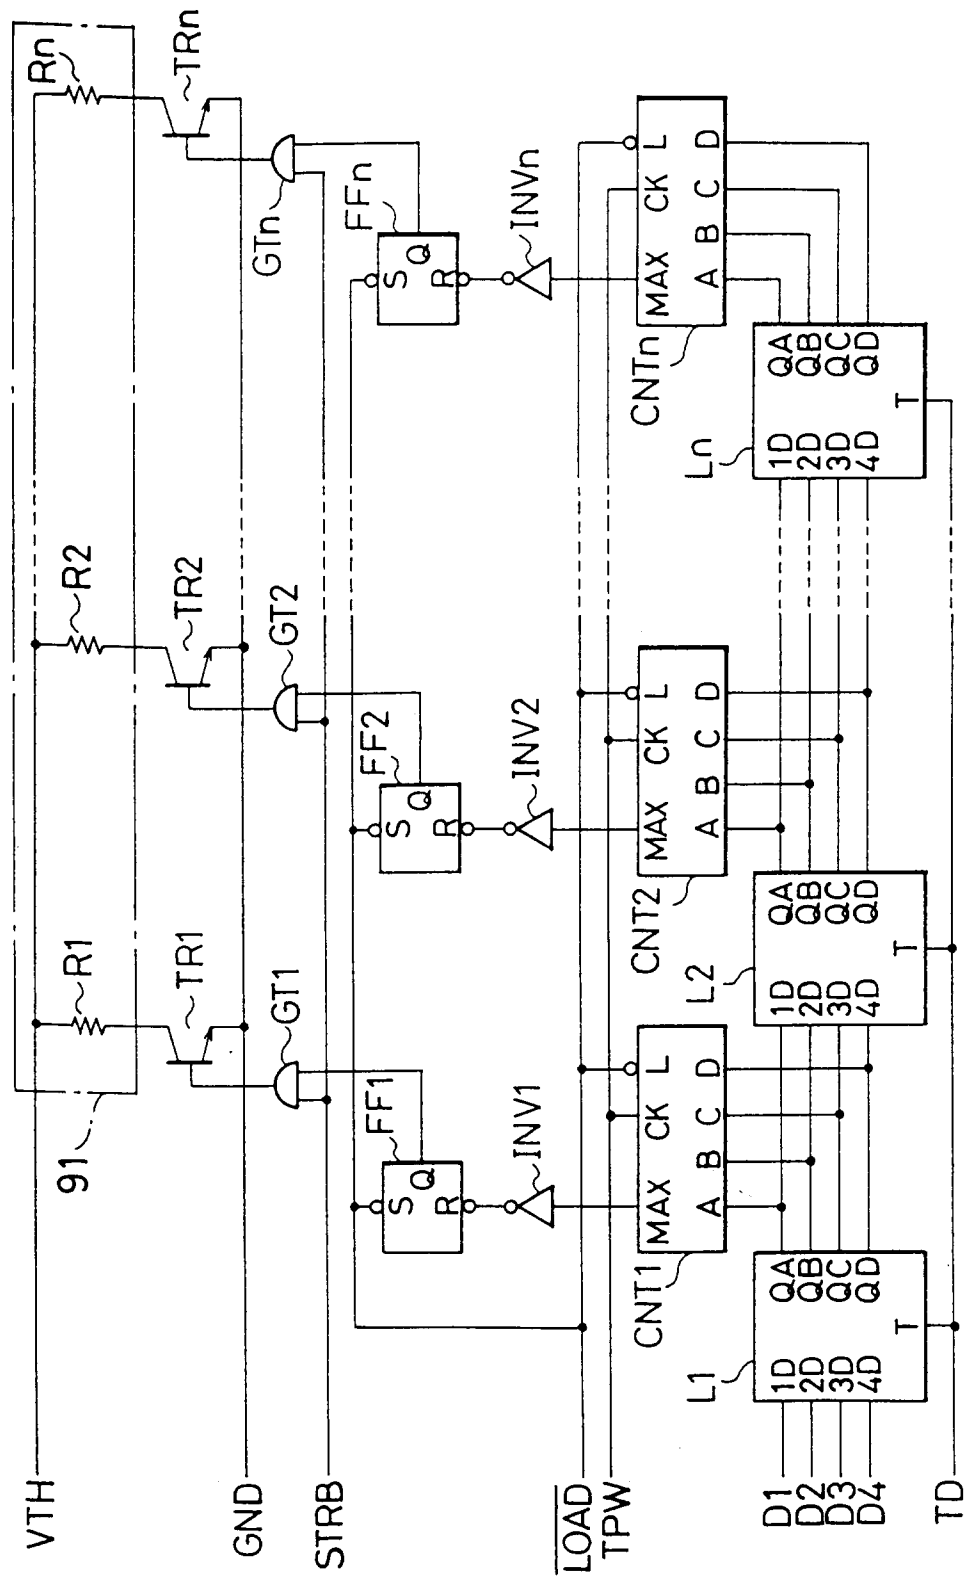 VTH
91
R1
R2
Rn
TR1
TR2
TRn
GND
GT1
GT2
GTn
STRB
FF1
S
Q
R
FF2
S
Q
R
FFn
S
Q
R
INV1
INV2
INVn
LOAD
TPW
CNT1
MAX CK L
A B C D
CNT2
MAX CK L
A B C D
CNTn
MAX CK L
A B C D
L1
1D QA
2D QB
3D QC
4D QD
T
L2
1D QA
2D QB
3D QC
4D QD
T
Ln
1D QA
2D QB
3D QC
4D QD
T
D1
D2
D3
D4
TD